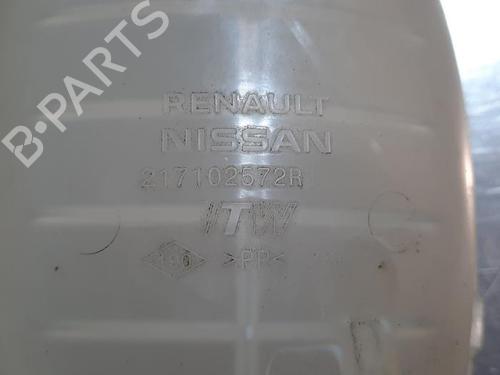 B-PARTS
RENAULT
NISSAN
217102572R
ITW
>PP<